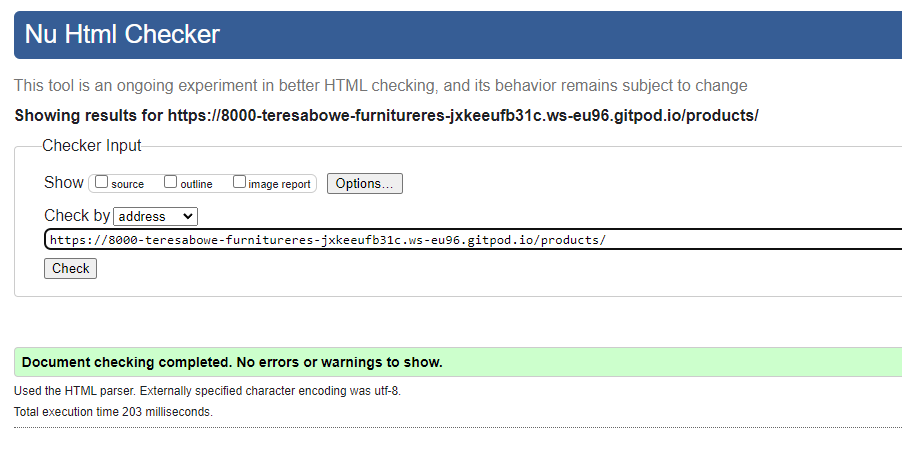 Nu Html Checker
This tool is an ongoing experiment in better HTML checking, and its behavior remains subject to change
Showing results for https://8000-teresabowe-furnitureres-jxkeeufb31c.ws-eu96.gitpod.io/products/
Checker Input
Show source outline image report Options...
Check by address
https://8000-teresabowe-furnitureres-jxkeeufb31c.ws-eu96.gitpod.io/products/
Check
Document checking completed. No errors or warnings to show.
Used the HTML parser. Externally specified character encoding was utf-8.
Total execution time 203 milliseconds.